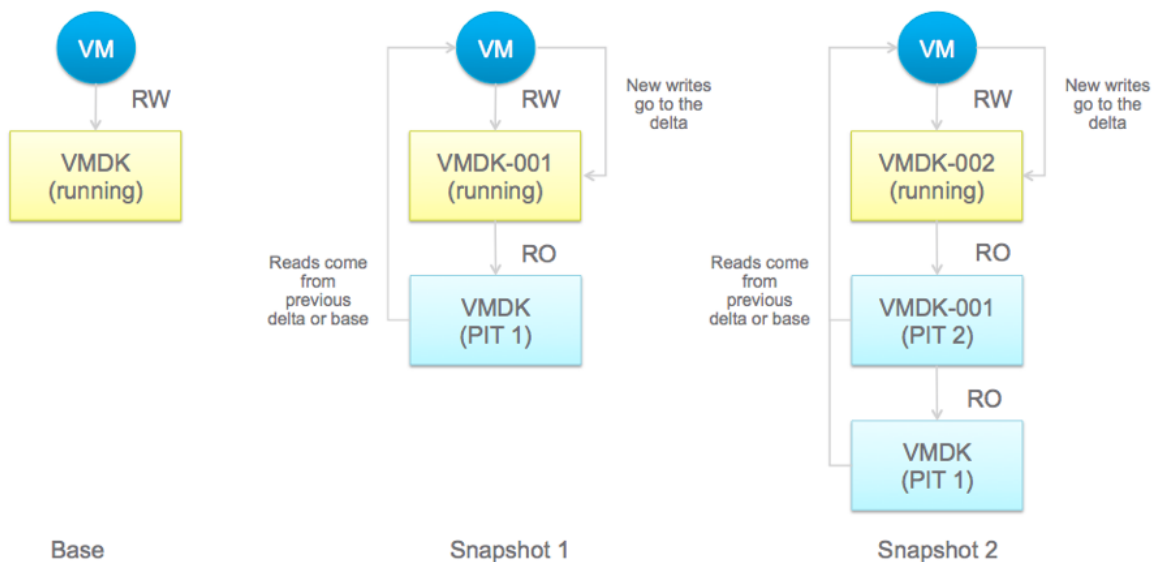 VM
RW
VMDK
(running)
Base
VM
RW
New writes
go to the
delta
VMDK-001
(running)
RO
Reads come
from
previous
delta or base
VMDK
(PIT 1)
Snapshot 1
VM
RW
New writes
go to the
delta
VMDK-002
(running)
RO
Reads come
from
previous
delta or base
VMDK-001
(PIT 2)
RO
VMDK
(PIT 1)
Snapshot 2